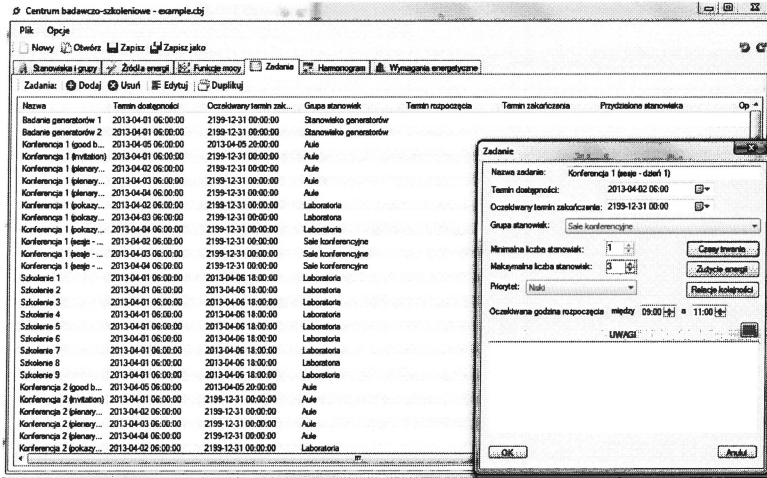 Centrum badawczo-szkoleniowe - example.cbj
Plik Opcje
Nowy Otwórz Zapisz Zapisz jako
Stanowiska i grupy Źródła energii Funkcje mocy Zadania Harmonogram Wymagania energetyczne
Zadania: Dodaj Usuń Edytuj Duplikuj
Nazwa Termin dostępności Oczekiwany termin zak... Grupa stanowisk Termin rozpoczęcia Termin zakończenia Przydzielone stanowiska Op
Badanie generatorów 1 2013-04-01 06:00:00 2199-12-31 00:00:00 Stanowisko generatorów
Badanie generatorów 2 2013-04-01 06:00:00 2199-12-31 00:00:00 Stanowisko generatorów
Konferencja 1 (good b... 2013-04-05 06:00:00 2013-04-05 20:00:00 Aule
Konferencja 1 (invitation) 2013-04-01 06:00:00 2199-12-31 00:00:00 Aule
Konferencja 1 (plenary... 2013-04-02 06:00:00 2199-12-31 00:00:00 Aule
Konferencja 1 (plenary... 2013-04-03 06:00:00 2199-12-31 00:00:00 Aule
Konferencja 1 (plenary... 2013-04-04 06:00:00 2199-12-31 00:00:00 Aule
Konferencja 1 (pokazy... 2013-04-02 06:00:00 2199-12-31 00:00:00 Laboratoria
Konferencja 1 (pokazy... 2013-04-03 06:00:00 2199-12-31 00:00:00 Laboratoria
Konferencja 1 (pokazy... 2013-04-04 06:00:00 2199-12-31 00:00:00 Laboratoria
Konferencja 1 (sesje - ... 2013-04-02 06:00:00 2199-12-31 00:00:00 Sale konferencyjne
Konferencja 1 (sesje - ... 2013-04-03 06:00:00 2199-12-31 00:00:00 Sale konferencyjne
Konferencja 1 (sesje - ... 2013-04-04 06:00:00 2199-12-31 00:00:00 Sale konferencyjne
Szkolenie 1 2013-04-01 06:00:00 2013-04-06 18:00:00 Laboratoria
Szkolenie 2 2013-04-01 06:00:00 2013-04-06 18:00:00 Laboratoria
Szkolenie 3 2013-04-01 06:00:00 2013-04-06 18:00:00 Laboratoria
Szkolenie 4 2013-04-01 06:00:00 2013-04-06 18:00:00 Laboratoria
Szkolenie 5 2013-04-01 06:00:00 2013-04-06 18:00:00 Laboratoria
Szkolenie 6 2013-04-01 06:00:00 2013-04-06 18:00:00 Laboratoria
Szkolenie 7 2013-04-01 06:00:00 2013-04-06 18:00:00 Laboratoria
Szkolenie 8 2013-04-01 06:00:00 2013-04-06 18:00:00 Laboratoria
Szkolenie 9 2013-04-01 06:00:00 2013-04-06 18:00:00 Laboratoria
Konferencja 2 (good b... 2013-04-05 06:00:00 2013-04-05 20:00:00 Aule
Konferencja 2 (invitation) 2013-04-01 06:00:00 2199-12-31 00:00:00 Aule
Konferencja 2 (plenary... 2013-04-02 06:00:00 2199-12-31 00:00:00 Aule
Konferencja 2 (plenary... 2013-04-03 06:00:00 2199-12-31 00:00:00 Aule
Konferencja 2 (plenary... 2013-04-04 06:00:00 2199-12-31 00:00:00 Aule
Konferencja 2 (pokazy... 2013-04-02 06:00:00 2199-12-31 00:00:00 Laboratoria
Zadanie
Nazwa zadania: Konferencja 1 (sesje - dzień 1)
Termin dostępności: 2013-04-02 06:00
Oczekiwany termin zakończenia: 2199-12-31 00:00
Grupa stanowisk: Sale konferencyjne
Minimalna liczba stanowisk: 1 Czasy trwania
Maksymalna liczba stanowisk: 3 Zużycie energii
Priorytet: Niski Relacje kolejności
Oczekiwana godzina rozpoczęcia między 09:00 a 11:00
UWAGI
OK Anuluj